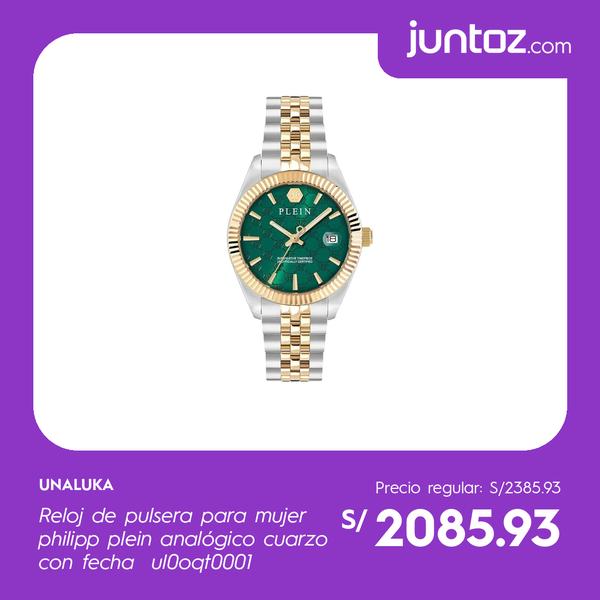 juntoz.com
PLEIN
18
UNALUKA
Precio regular: S/2385.93
Reloj de pulsera para mujer
philipp plein analógico cuarzo
con fecha ul0oqt0001
S/ 2085.93